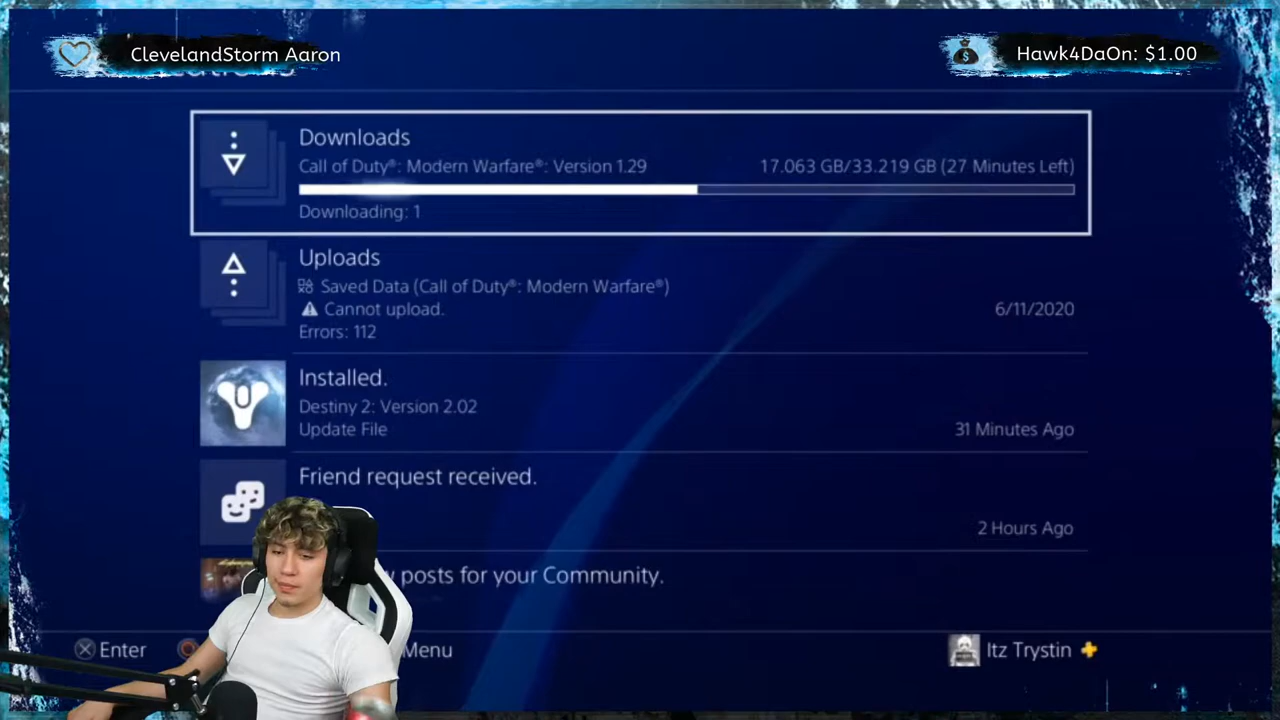 ClevelandStorm Aaron
Hawk4DaOn: $1.00
Downloads
Call of Duty®: Modern Warfare®: Version 1.29
17.063 GB/33.219 GB (27 Minutes Left)
Downloading: 1
Uploads
Saved Data (Call of Duty®: Modern Warfare®)
Cannot upload.
6/11/2020
Errors: 112
Installed.
Destiny 2: Version 2.02
Update File
31 Minutes Ago
Friend request received.
2 Hours Ago
posts for your Community.
Enter
Menu
Itz Trystin